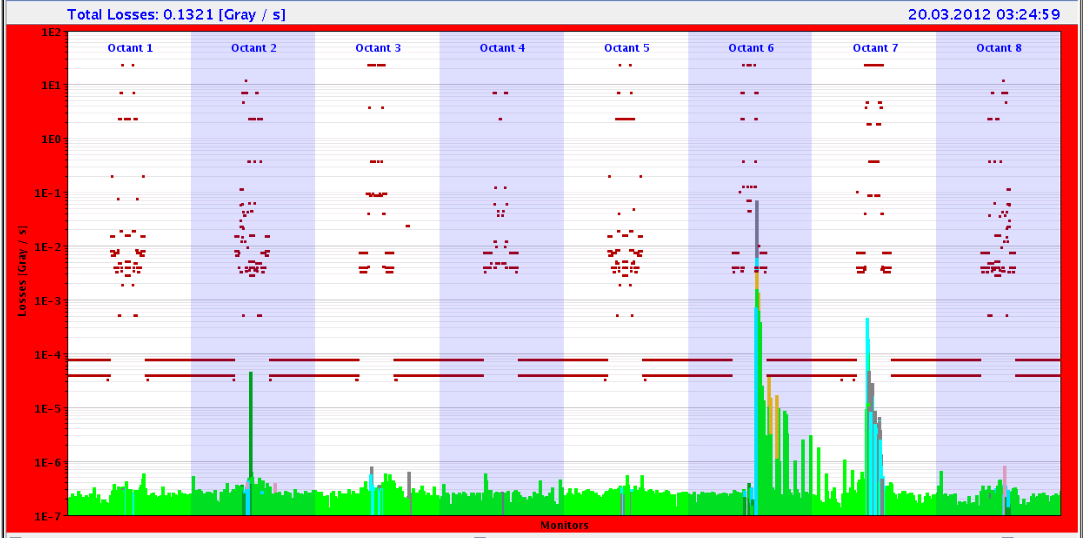 Total Losses: 0.1321 [Gray / s] 20.03.2012 03:24:59
1E2
Octant 1 Octant 2 Octant 3 Octant 4 Octant 5 Octant 6 Octant 7 Octant 8
1E1
1E0
1E-1
1E-2
1E-3
1E-4
1E-5
1E-6
1E-7
Losses [Gray / s]
Monitors